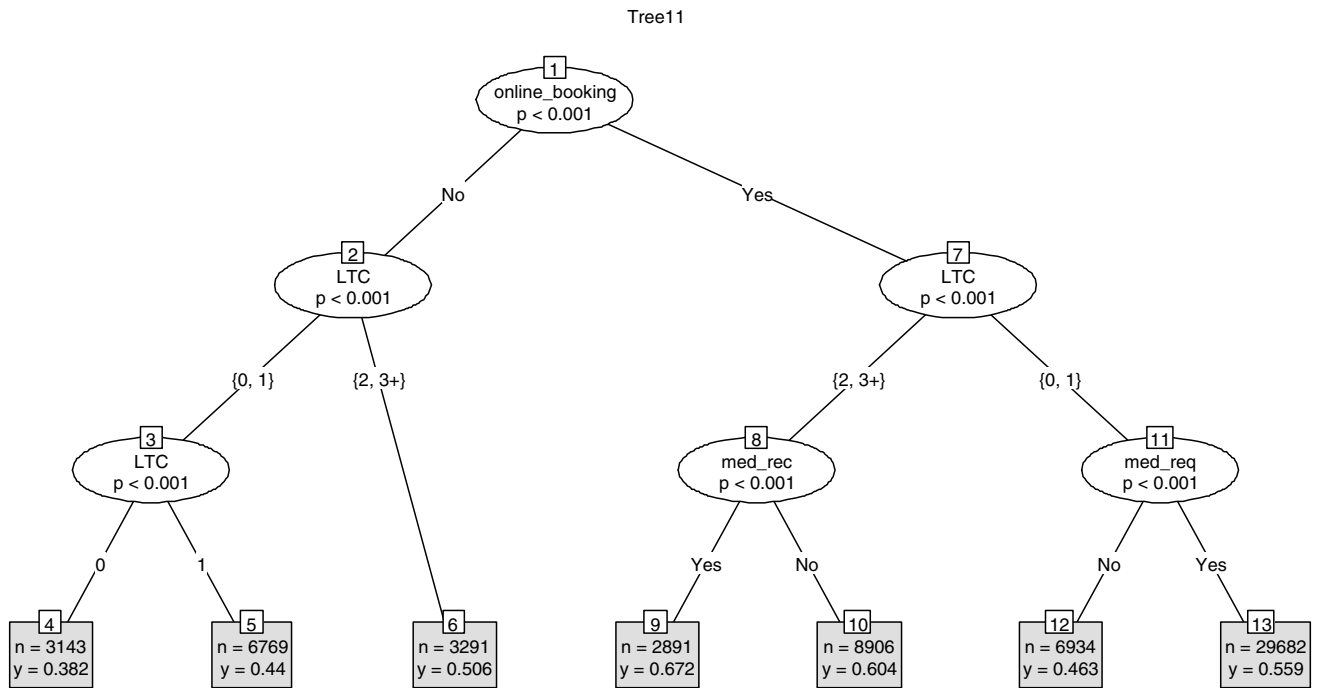 Tree11
1
online_booking
p < 0.001
No
Yes
2
LTC
p < 0.001
7
LTC
p < 0.001
{0, 1}
{2, 3+}
{2, 3+}
{0, 1}
3
LTC
p < 0.001
8
med_rec
p < 0.001
11
med_req
p < 0.001
0
1
Yes
No
No
Yes
4
n = 3143
y = 0.382
5
n = 6769
y = 0.44
6
n = 3291
y = 0.506
9
n = 2891
y = 0.672
10
n = 8906
y = 0.604
12
n = 6934
y = 0.463
13
n = 29682
y = 0.559